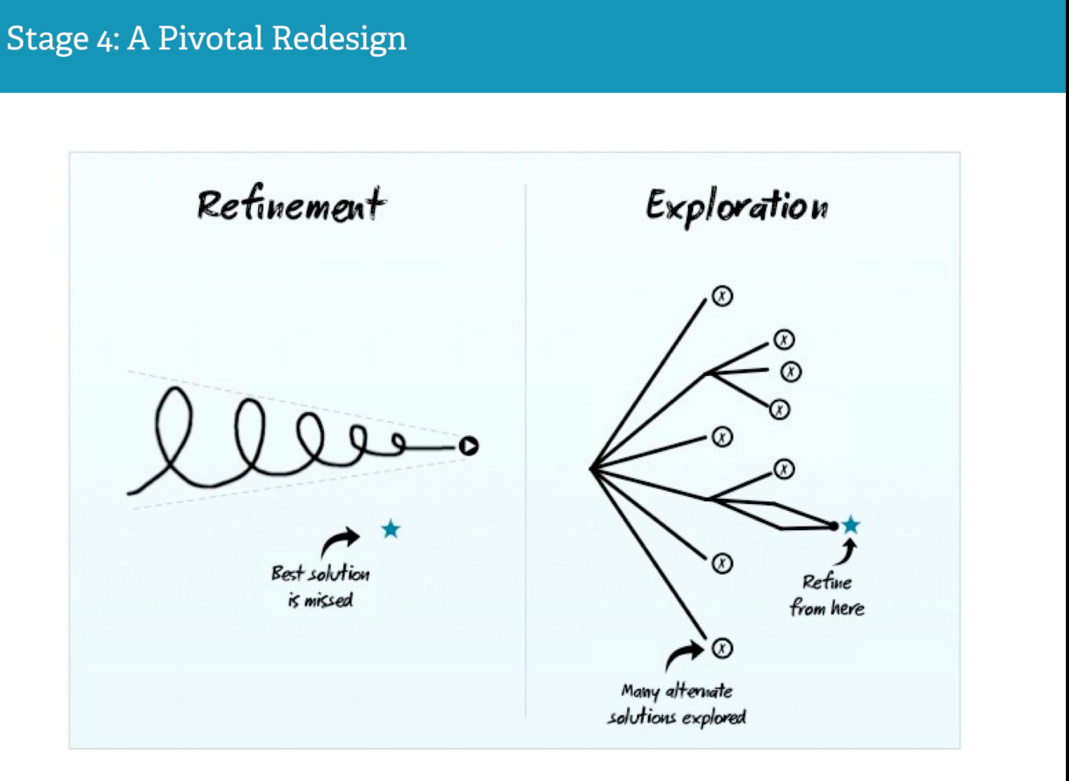 Stage 4: A Pivotal Redesign
Refinement
Exploration
Best solution
is missed
X
X
X
X
X
X
X
X
Refine
from here
Many alternate
solutions explored